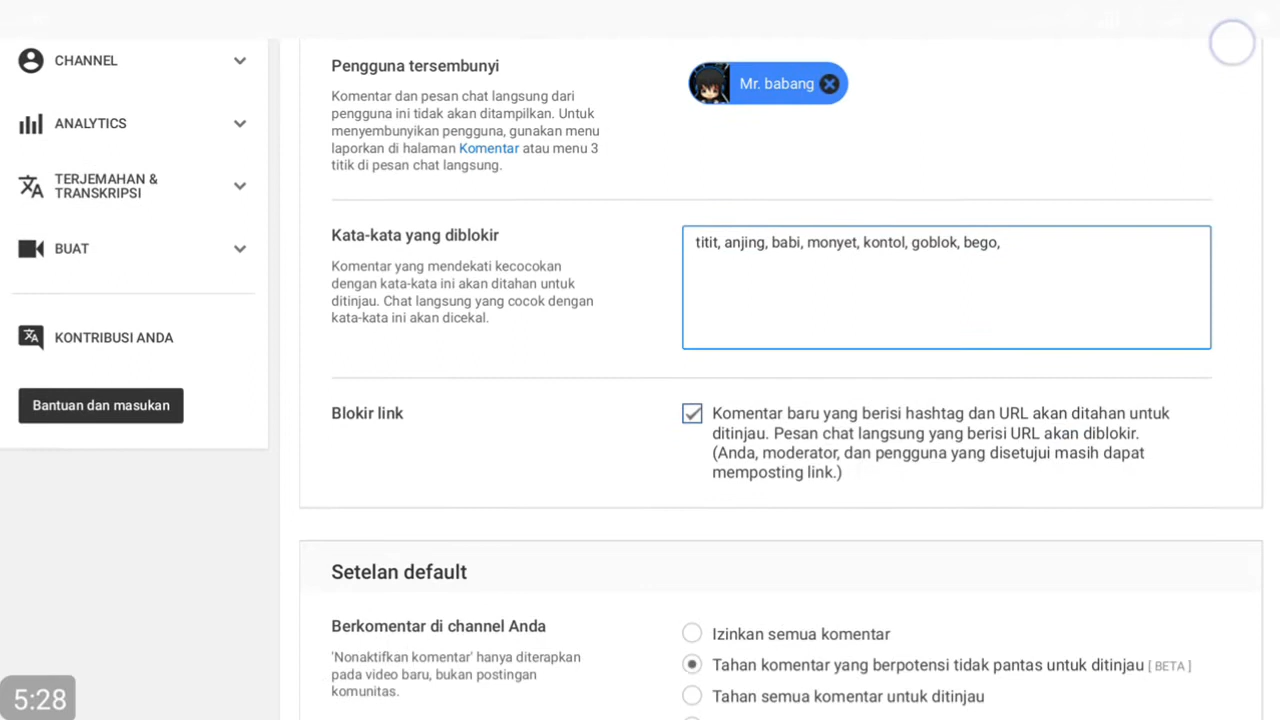 CHANNEL
ANALYTICS
TERJEMAHAN &
TRANSKRIPSI
BUAT
KONTRIBUSI ANDA
Bantuan dan masukan
Pengguna tersembunyi
Komentar dan pesan chat langsung dari
pengguna ini tidak akan ditampilkan. Untuk
menyembunyikan pengguna, gunakan menu
laporkan di halaman Komentar atau menu 3
titik di pesan chat langsung.
Mr. babang
Kata-kata yang diblokir
Komentar yang mendekati kecocokan
dengan kata-kata ini akan ditahan untuk
ditinjau. Chat langsung yang cocok dengan
kata-kata ini akan dicekal.
titit, anjing, babi, monyet, kontol, goblok, bego,
Blokir link
Komentar baru yang berisi hashtag dan URL akan ditahan untuk
ditinjau. Pesan chat langsung yang berisi URL akan diblokir.
(Anda, moderator, dan pengguna yang disetujui masih dapat
memposting link.)
Setelan default
Berkomentar di channel Anda
'Nonaktifkan komentar' hanya diterapkan
pada video baru, bukan postingan
komunitas.
Izinkan semua komentar
Tahan komentar yang berpotensi tidak pantas untuk ditinjau [ BETA ]
Tahan semua komentar untuk ditinjau
5:28